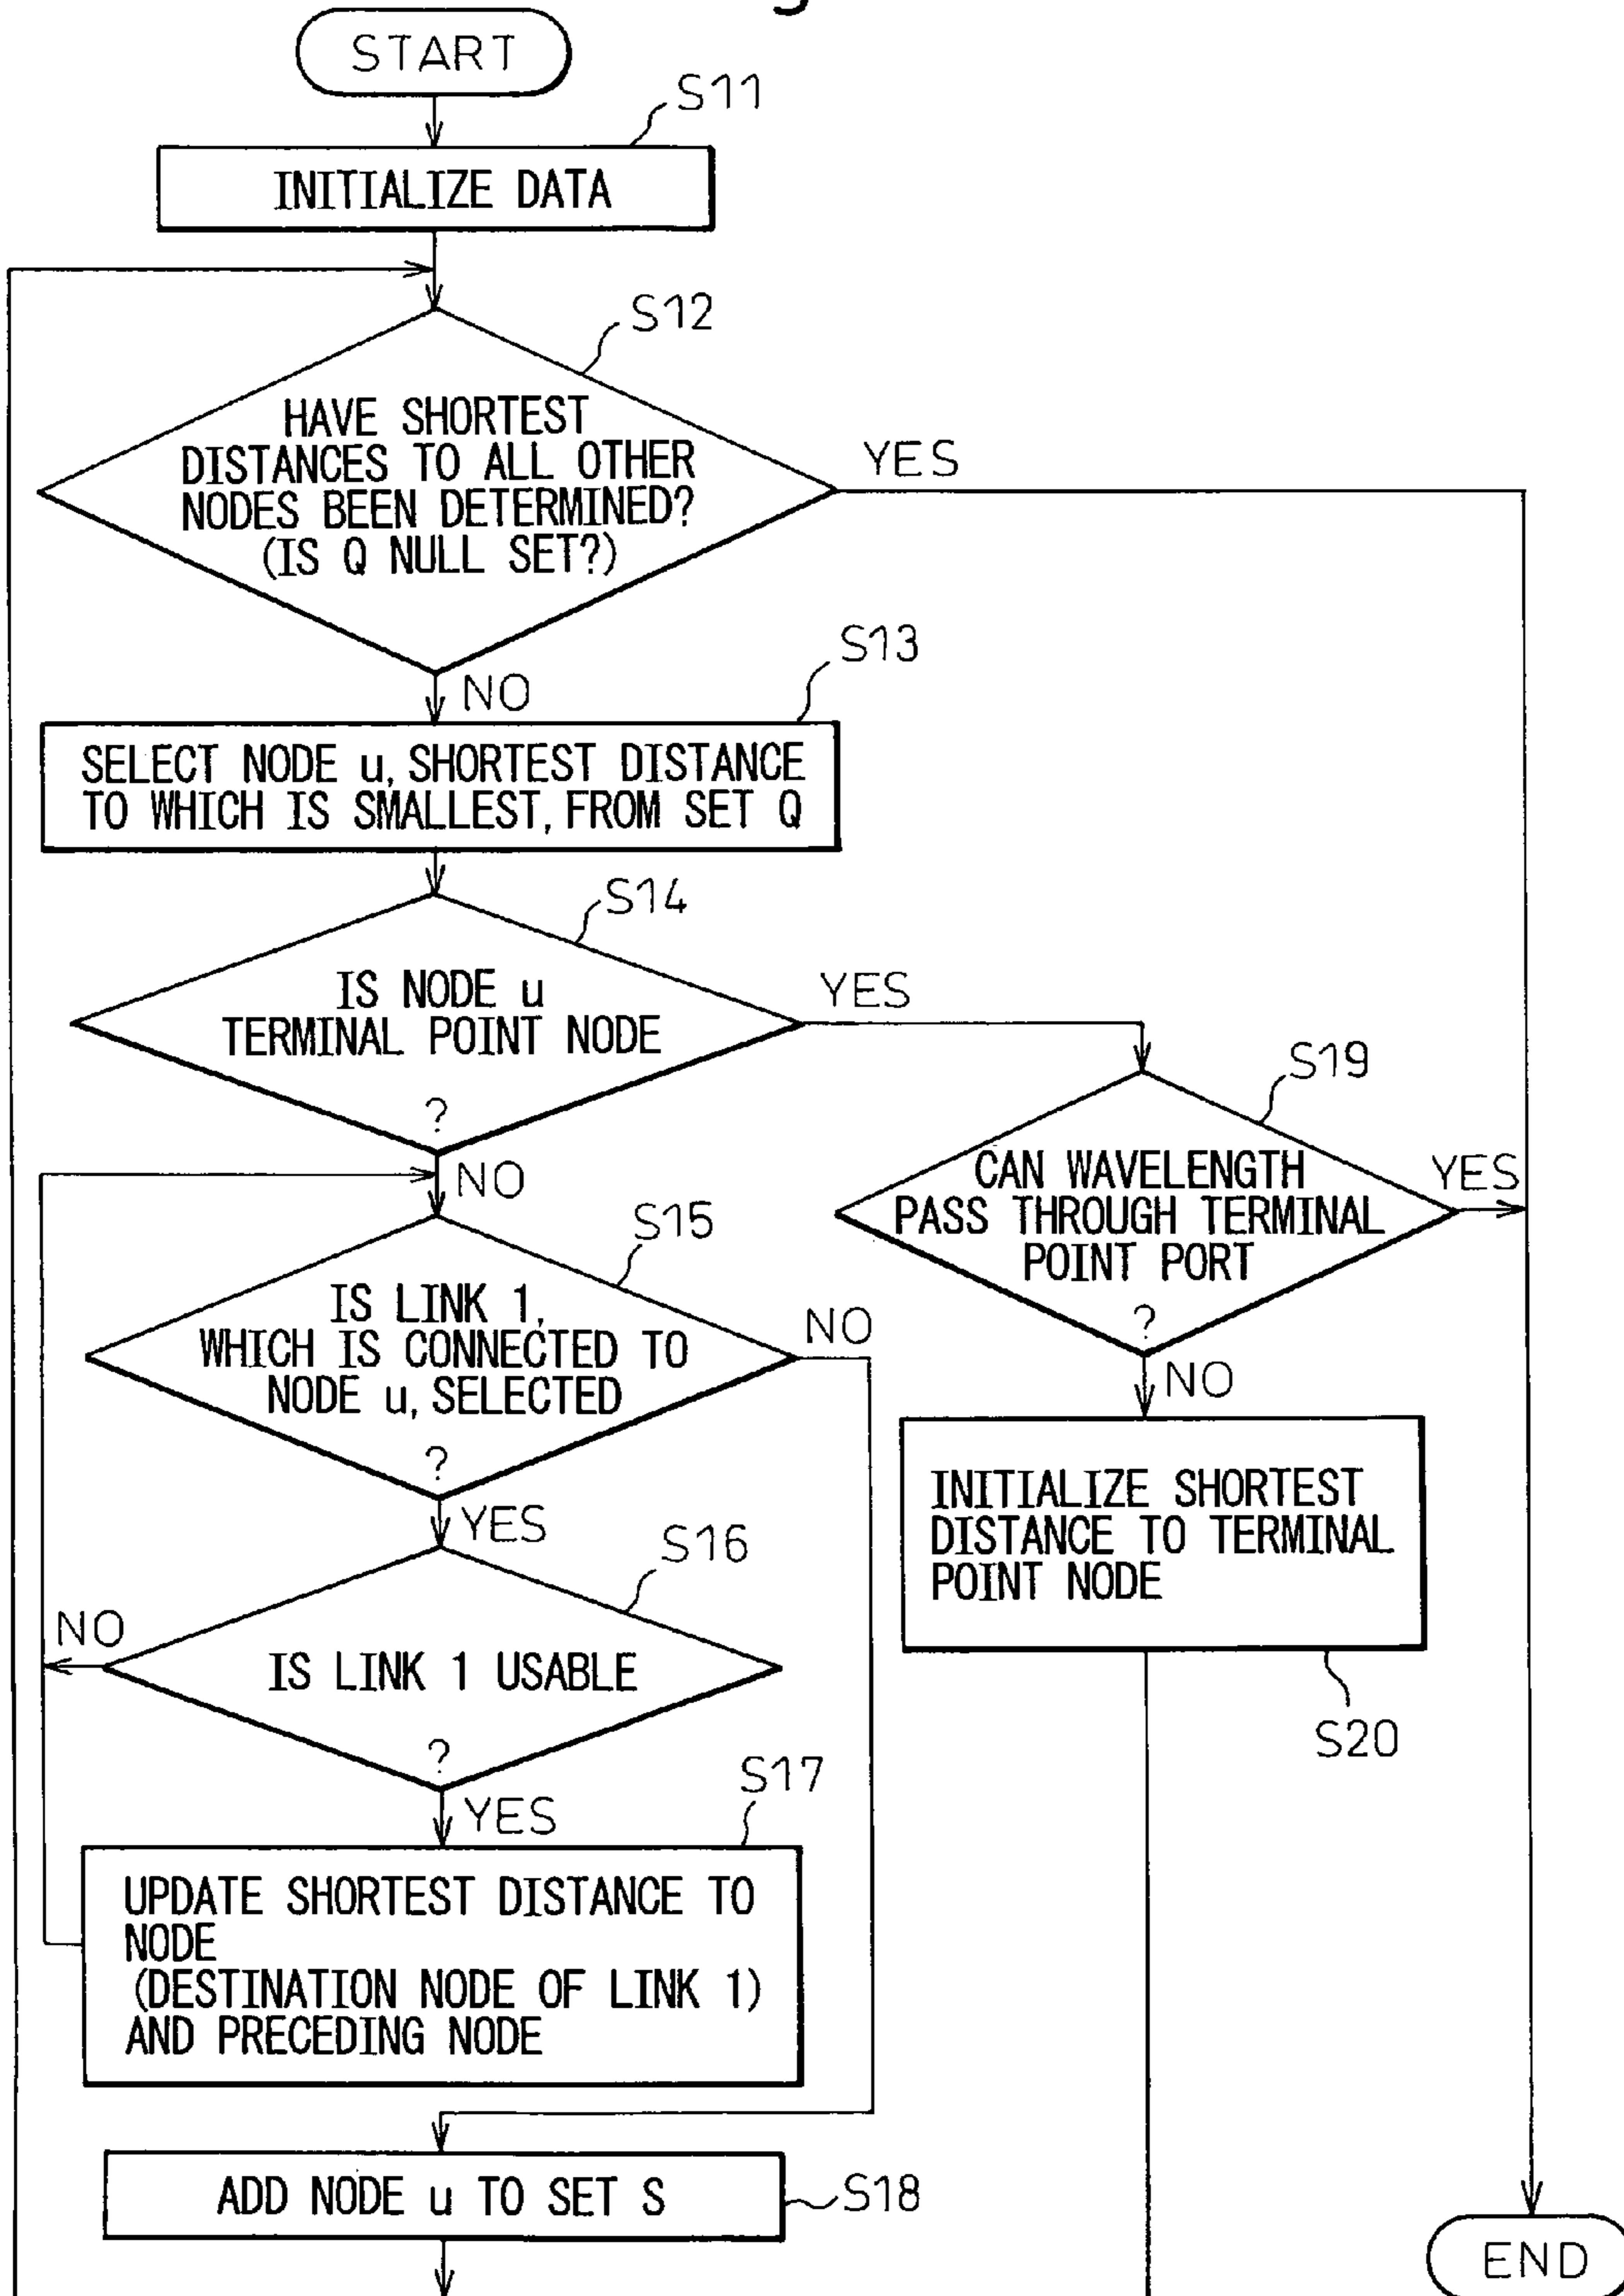 START
S11
INITIALIZE DATA
S12
HAVE SHORTEST
DISTANCES TO ALL OTHER
NODES BEEN DETERMINED?
(IS Q NULL SET?)
YES
NO
S13
SELECT NODE u, SHORTEST DISTANCE
TO WHICH IS SMALLEST, FROM SET Q
S14
IS NODE u
TERMINAL POINT NODE
?
YES
NO
S19
CAN WAVELENGTH
PASS THROUGH TERMINAL
POINT PORT
?
YES
NO
S15
IS LINK 1,
WHICH IS CONNECTED TO
NODE u, SELECTED
?
NO
YES
INITIALIZE SHORTEST
DISTANCE TO TERMINAL
POINT NODE
S20
S16
NO
IS LINK 1 USABLE
?
YES
S17
UPDATE SHORTEST DISTANCE TO
NODE
(DESTINATION NODE OF LINK 1)
AND PRECEDING NODE
ADD NODE u TO SET S
S18
END